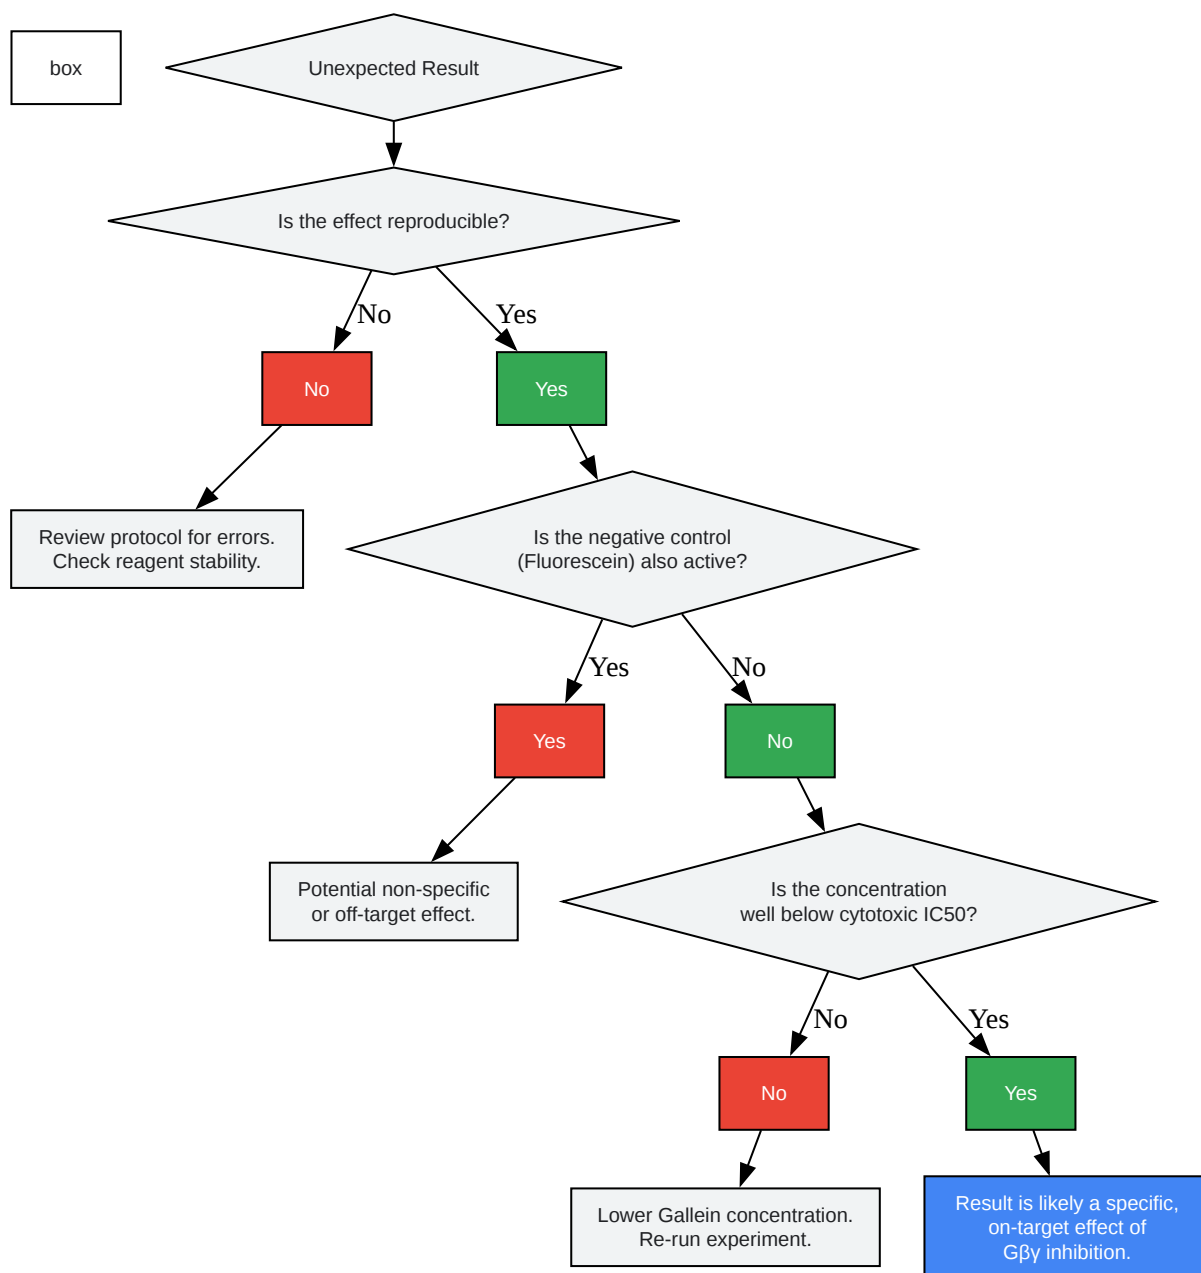 box
Unexpected Result
Is the effect reproducible?
No
Yes
No
Yes
Review protocol for errors.
Check reagent stability.
Is the negative control
(Fluorescein) also active?
Yes
No
Yes
No
Potential non-specific
or off-target effect.
Is the concentration
well below cytotoxic IC50?
No
Yes
No
Yes
Lower Gallein concentration.
Re-run experiment.
Result is likely a specific,
on-target effect of
Gβγ inhibition.